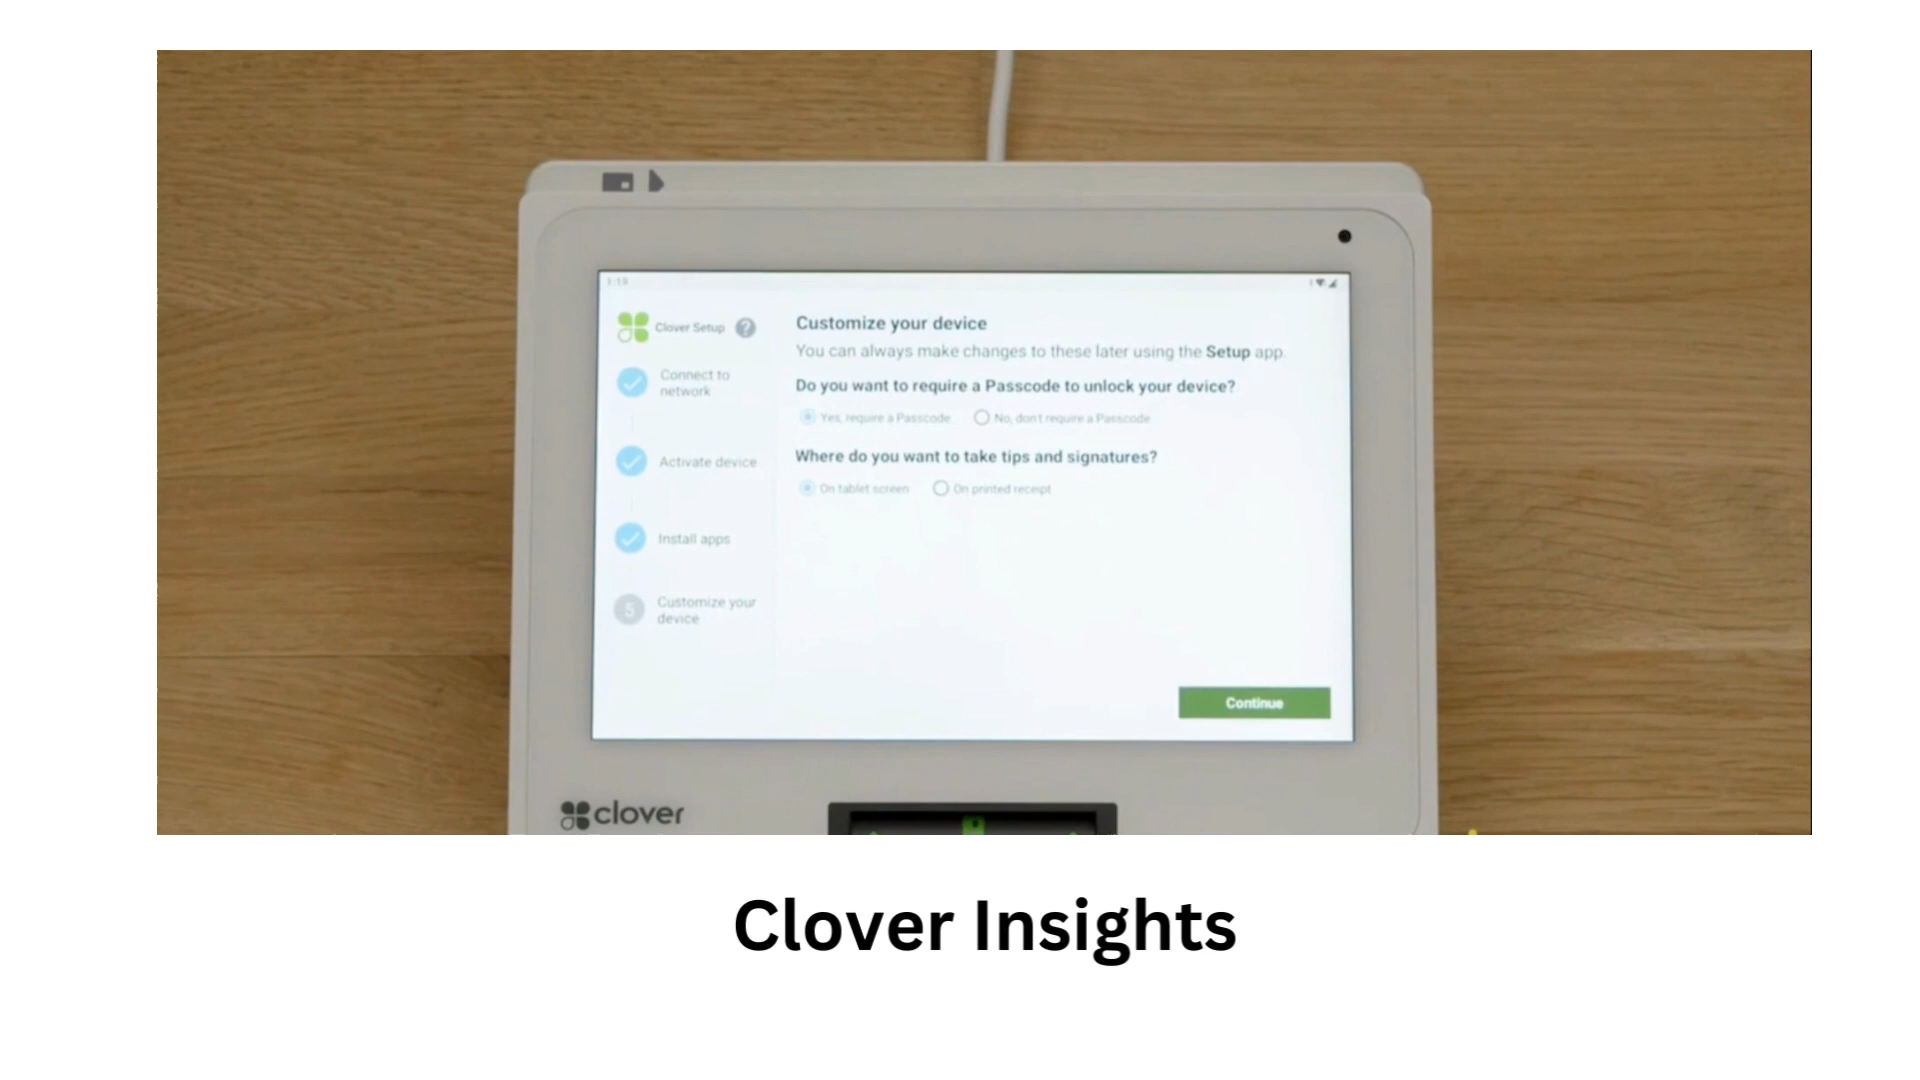 1:19
Clover Setup
?
Connect to
network
Activate device
Install apps
5
Customize your
device
Customize your device
You can always make changes to these later using the Setup app.
Do you want to require a Passcode to unlock your device?
Yes, require a Passcode
No, don't require a Passcode
Where do you want to take tips and signatures?
On tablet screen
On printed receipt
Continue
clover
Clover Insights